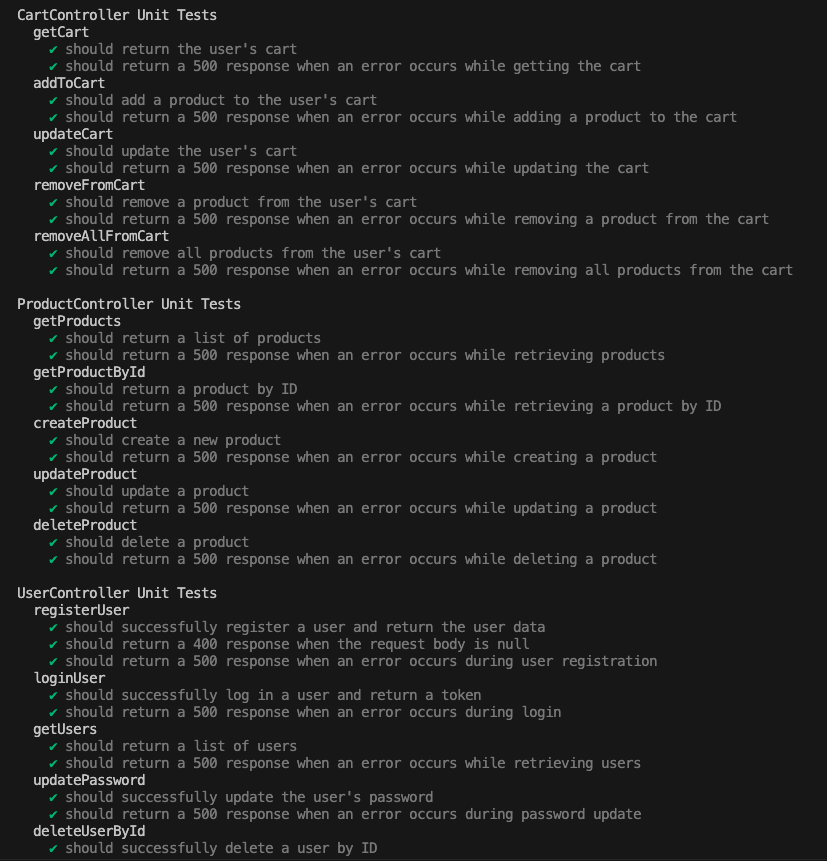 CartController Unit Tests
getCart
✔ should return the user's cart
✔ should return a 500 response when an error occurs while getting the cart
addToCart
✔ should add a product to the user's cart
✔ should return a 500 response when an error occurs while adding a product to the cart
updateCart
✔ should update the user's cart
✔ should return a 500 response when an error occurs while updating the cart
removeFromCart
✔ should remove a product from the user's cart
✔ should return a 500 response when an error occurs while removing a product from the cart
removeAllFromCart
✔ should remove all products from the user's cart
✔ should return a 500 response when an error occurs while removing all products from the cart
ProductController Unit Tests
getProducts
✔ should return a list of products
✔ should return a 500 response when an error occurs while retrieving products
getProductById
✔ should return a product by ID
✔ should return a 500 response when an error occurs while retrieving a product by ID
createProduct
✔ should create a new product
✔ should return a 500 response when an error occurs while creating a product
updateProduct
✔ should update a product
✔ should return a 500 response when an error occurs while updating a product
deleteProduct
✔ should delete a product
✔ should return a 500 response when an error occurs while deleting a product
UserController Unit Tests
registerUser
✔ should successfully register a user and return the user data
✔ should return a 400 response when the request body is null
✔ should return a 500 response when an error occurs during user registration
loginUser
✔ should successfully log in a user and return a token
✔ should return a 500 response when an error occurs during login
getUsers
✔ should return a list of users
✔ should return a 500 response when an error occurs while retrieving users
updatePassword
✔ should successfully update the user's password
✔ should return a 500 response when an error occurs during password update
deleteUserById
✔ should successfully delete a user by ID